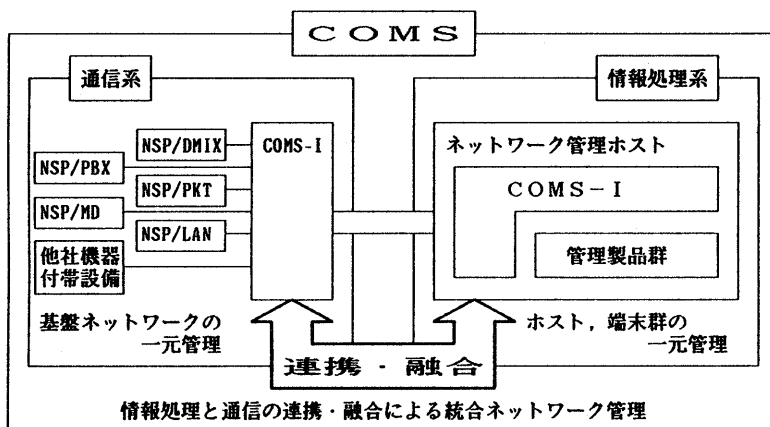 COMS
通信系
情報処理系
NSP/DMIX
NSP/PBX
NSP/PKT
NSP/MD
NSP/LAN
他社機器
付帯設備
COMS-I
ネットワーク管理ホスト
COMS-I
管理製品群
基盤ネットワークの
一元管理
ホスト，端末群の
一元管理
連携・融合
情報処理と通信の連携・融合による統合ネットワーク管理